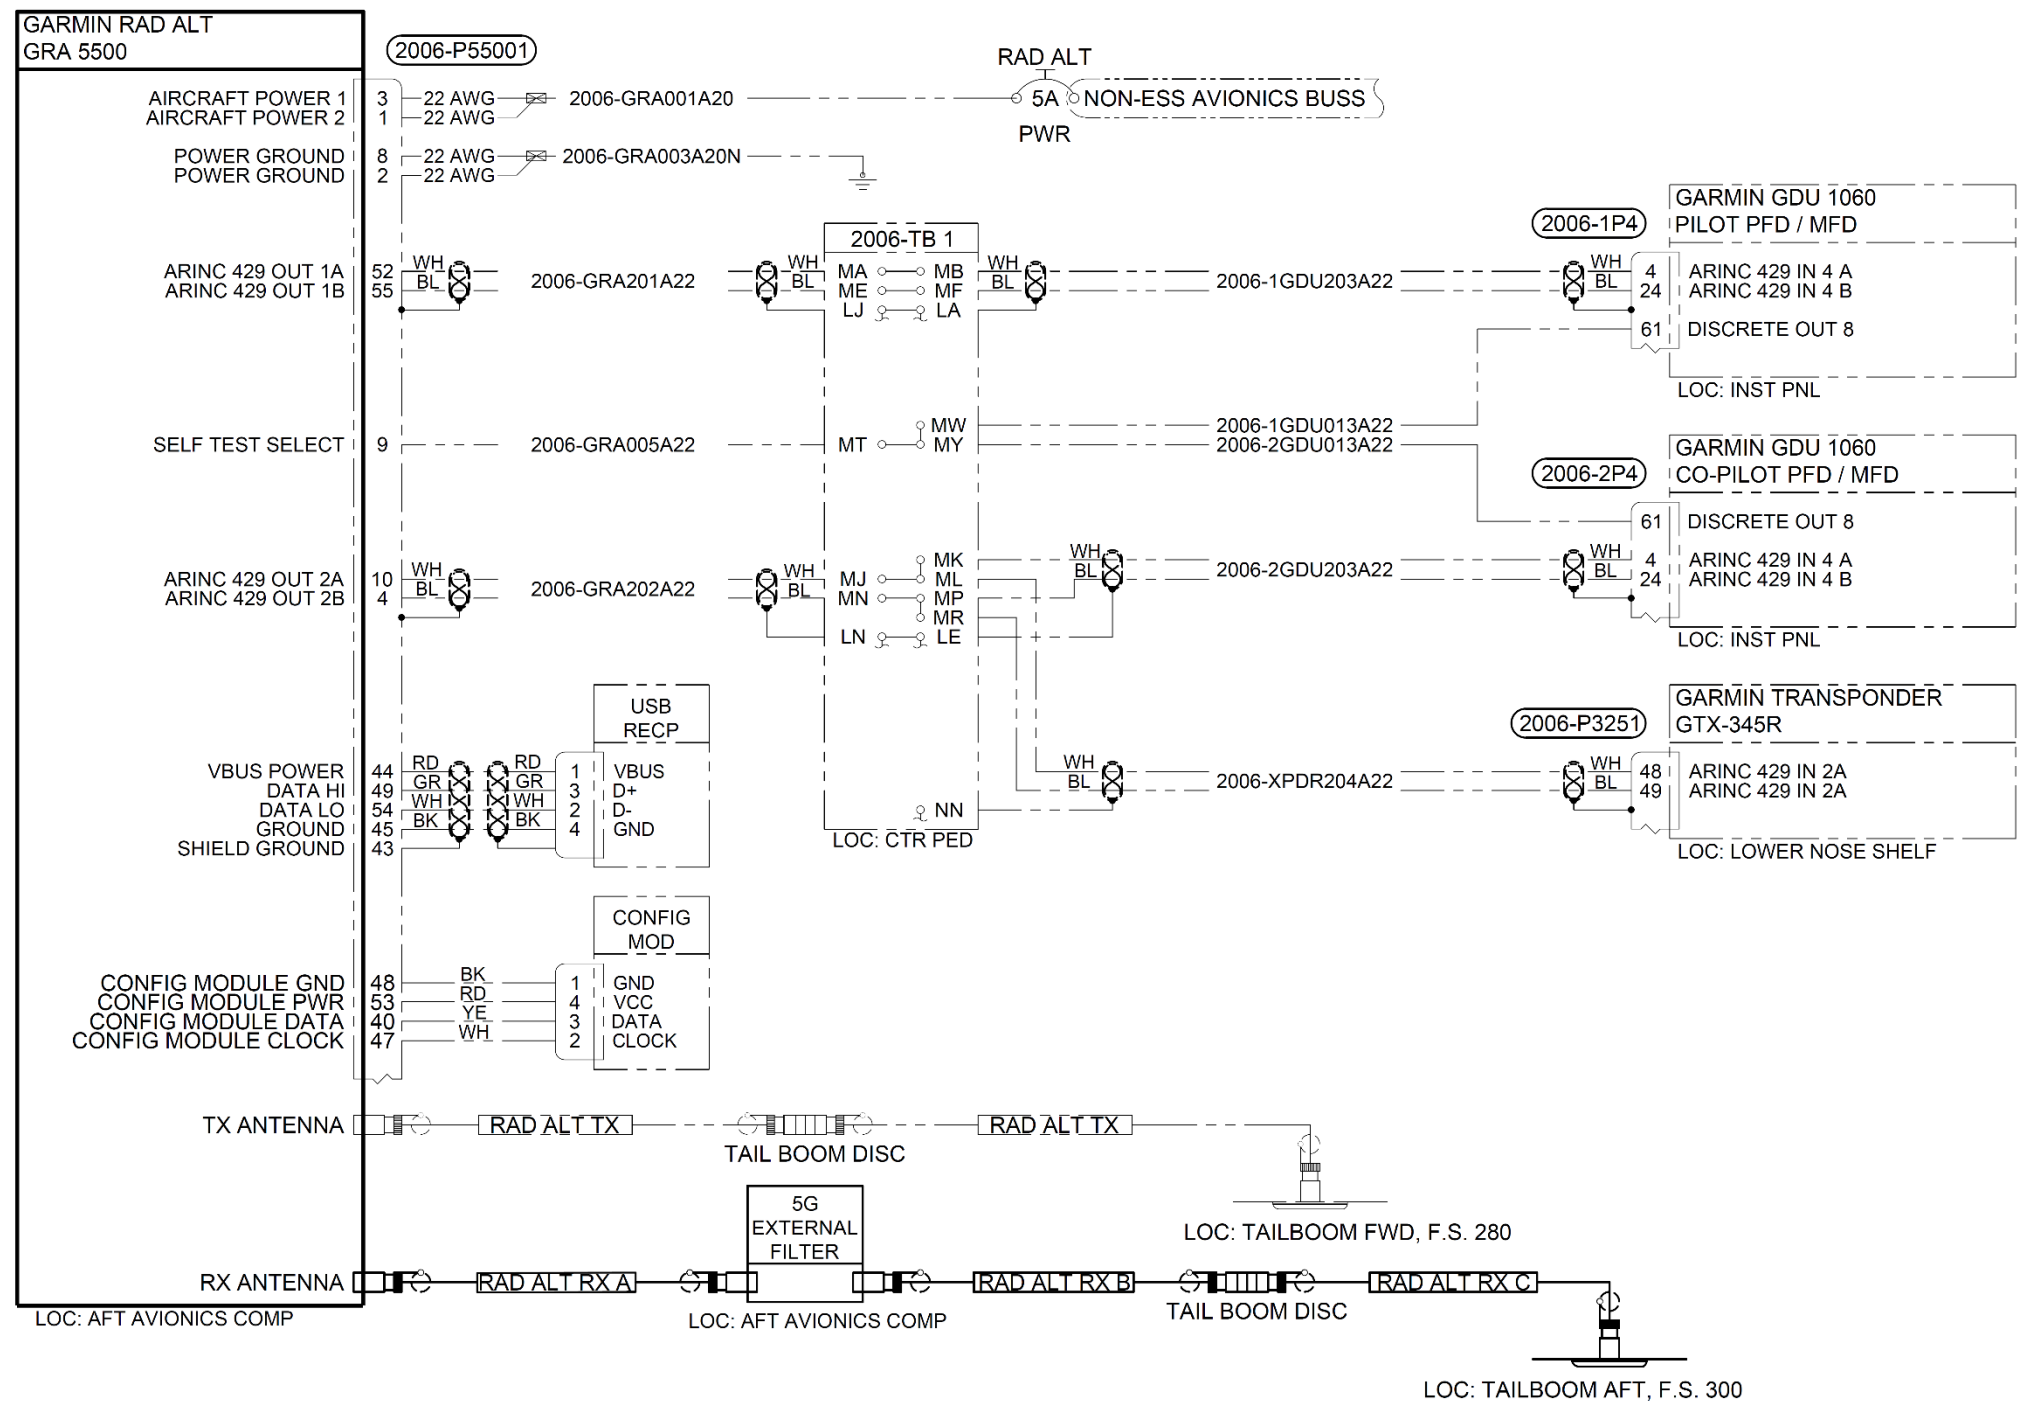 GARMIN RAD ALT
GRA 5500
2006-P55001
RAD ALT
AIRCRAFT POWER 1 3 22 AWG 2006-GRA001A20 5A NON-ESS AVIONICS BUSS
AIRCRAFT POWER 2 1 22 AWG
PWR
POWER GROUND 8 22 AWG 2006-GRA003A20N
POWER GROUND 2 22 AWG
GARMIN GDU 1060
PILOT PFD / MFD
2006-1P4
2006-TB 1
ARINC 429 OUT 1A 52 WH 2006-GRA201A22 WH MA MB WH 2006-1GDU203A22 WH 4 ARINC 429 IN 4 A
ARINC 429 OUT 1B 55 BL BL ME MF BL BL 24 ARINC 429 IN 4 B
LJ LA
61 DISCRETE OUT 8
LOC: INST PNL
MW 2006-1GDU013A22
SELF TEST SELECT 9 2006-GRA005A22 MT MY 2006-2GDU013A22
GARMIN GDU 1060
CO-PILOT PFD / MFD
2006-2P4
61 DISCRETE OUT 8
MK WH 2006-2GDU203A22 WH 4 ARINC 429 IN 4 A
ARINC 429 OUT 2A 10 WH 2006-GRA202A22 WH MJ ML BL BL 24 ARINC 429 IN 4 B
ARINC 429 OUT 2B 4 BL BL MN MP
MR
LN LE
LOC: INST PNL
USB
RECP
GARMIN TRANSPONDER
GTX-345R
2006-P3251
VBUS POWER 44 RD RD 1 VBUS WH 2006-XPDR204A22 WH 48 ARINC 429 IN 2A
DATA HI 49 GR GR 3 D+ BL BL 49 ARINC 429 IN 2A
DATA LO 54 WH WH 2 D- NN
GROUND 45 BK BK 4 GND
SHIELD GROUND 43
LOC: CTR PED
LOC: LOWER NOSE SHELF
CONFIG
MOD
CONFIG MODULE GND 48 BK 1 GND
CONFIG MODULE PWR 53 RD 4 VCC
CONFIG MODULE DATA 40 YE 3 DATA
CONFIG MODULE CLOCK 47 WH 2 CLOCK
TX ANTENNA RAD ALT TX RAD ALT TX
TAIL BOOM DISC
5G
EXTERNAL
FILTER
LOC: TAILBOOM FWD, F.S. 280
RX ANTENNA RAD ALT RX A RAD ALT RX B RAD ALT RX C
TAIL BOOM DISC
LOC: AFT AVIONICS COMP
LOC: AFT AVIONICS COMP
LOC: TAILBOOM AFT, F.S. 300